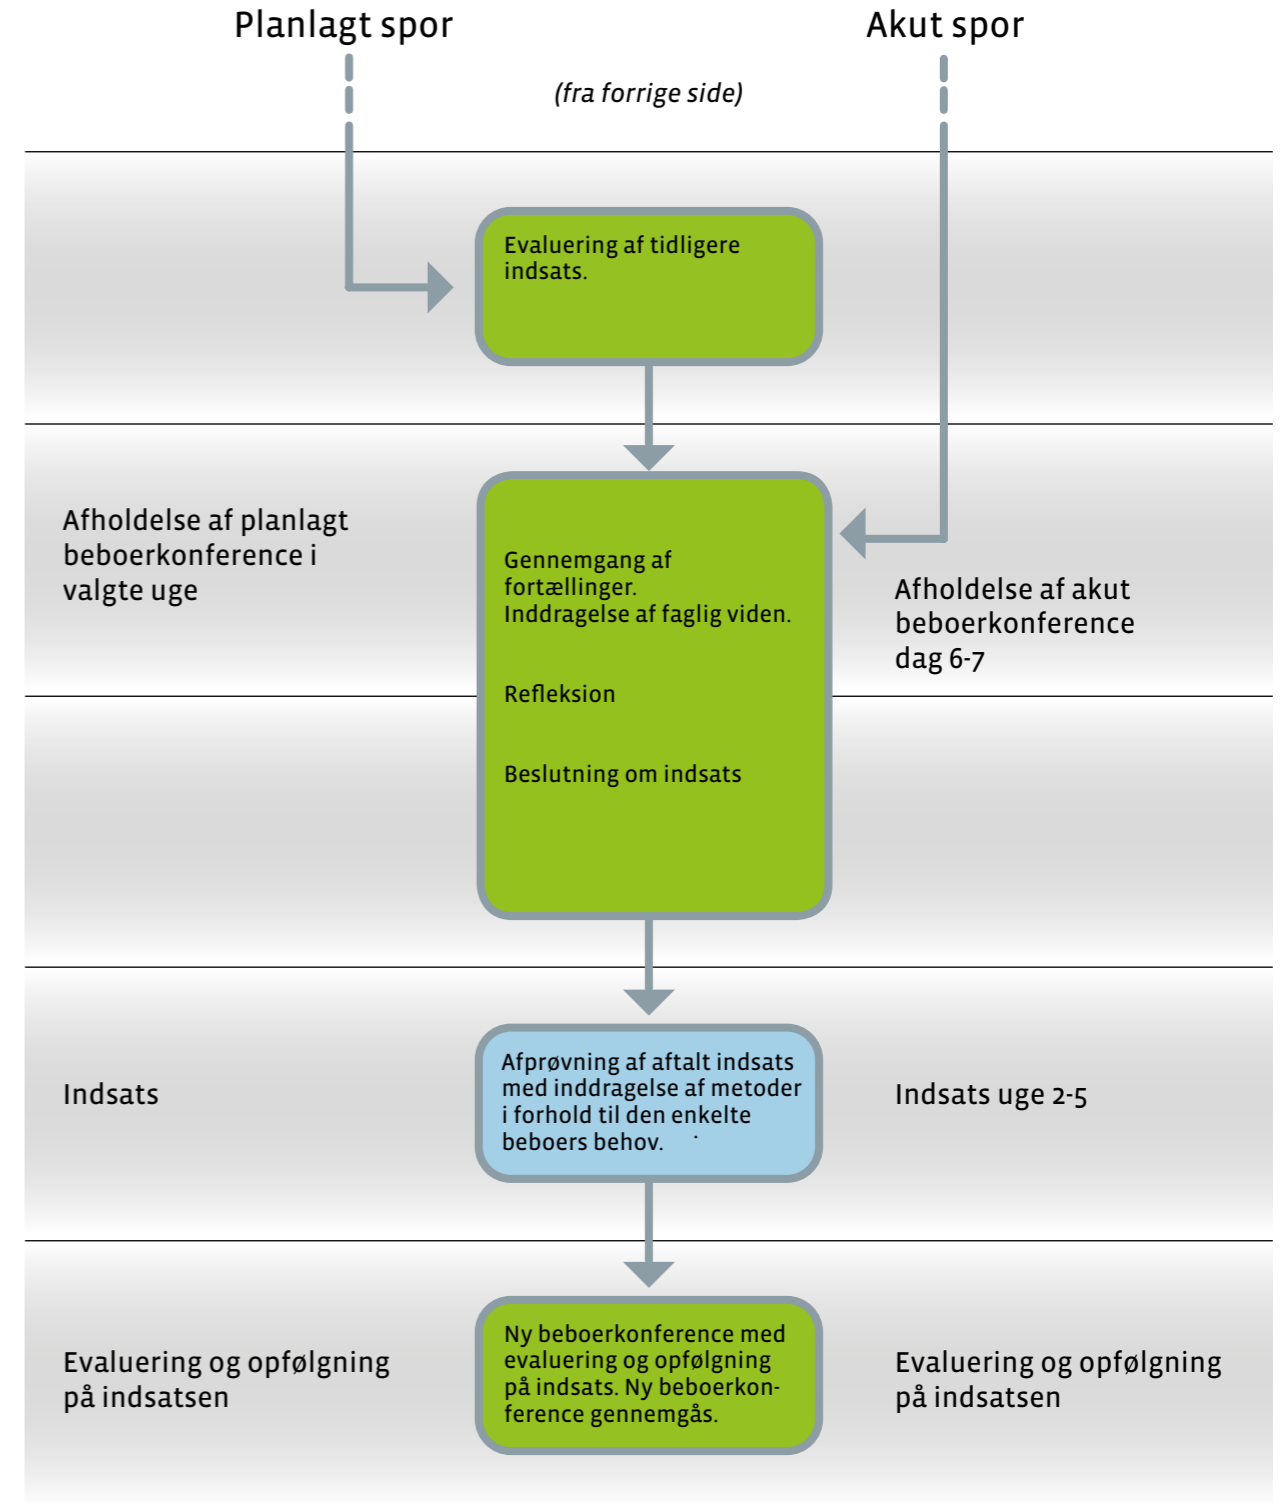 Planlagt spor
Akut spor
(fra forrige side)
Evaluering af tidligere
indsats.
Afholdelse af planlagt
beboerkonference i
valgte uge
Gennemgang af
fortællinger.
Inddragelse af faglig viden.
Refleksion
Beslutning om indsats
Afholdelse af akut
beboerkonference
dag 6-7
Indsats
Afprøvning af aftalt indsats
med inddragelse af metoder
i forhold til den enkelte
beboers behov.
Indsats uge 2-5
Evaluering og opfølgning
på indsatsen
Ny beboerkonference med
evaluering og opfølgning
på indsats. Ny beboerkon-
ference gennemgås.
Evaluering og opfølgning
på indsatsen